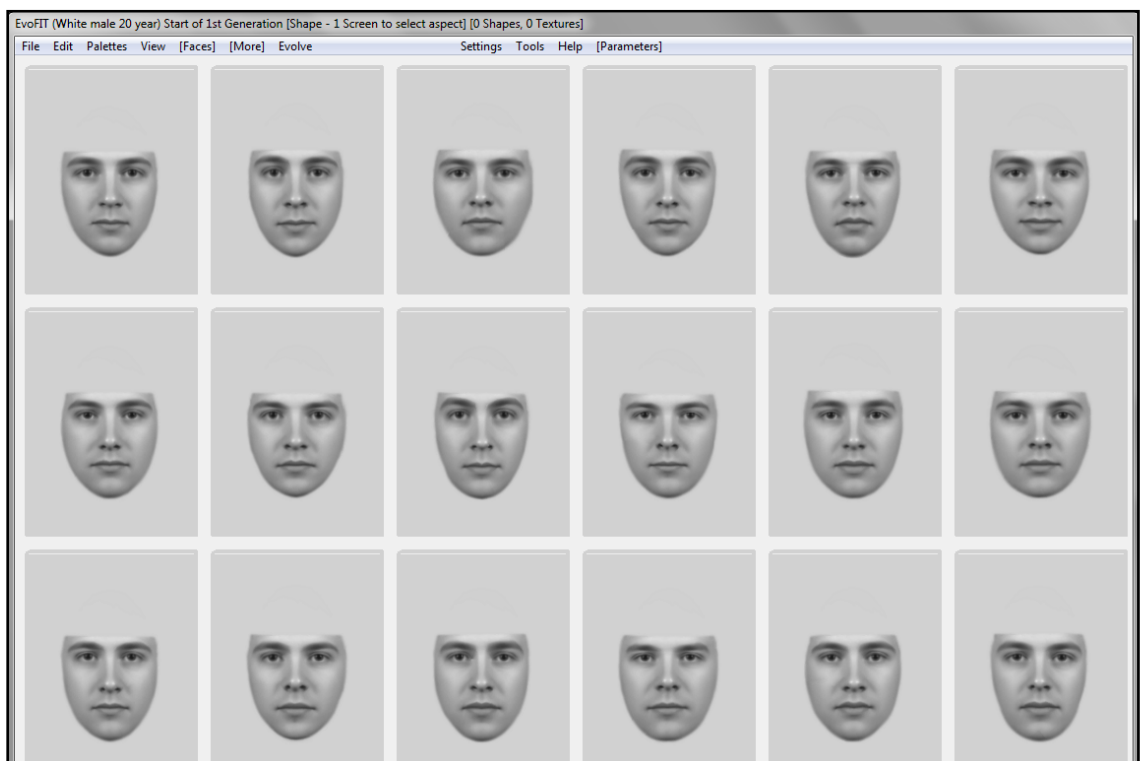 EvoFIT (White male 20 year) Start of 1st Generation [Shape - 1 Screen to select aspect] [0 Shapes, 0 Textures]
File Edit Palettes View [Faces] [More] Evolve Settings Tools Help [Parameters]